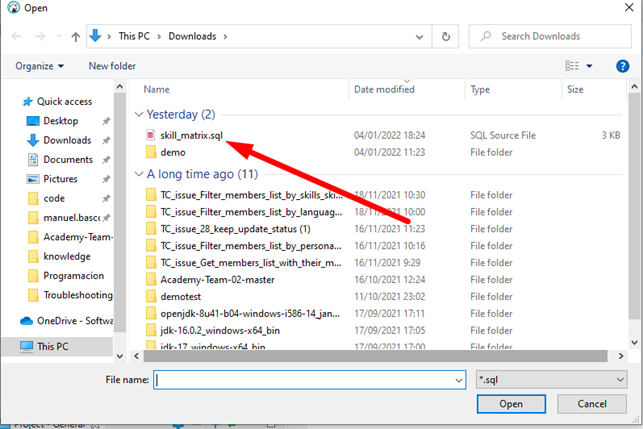 Open
This PC > Downloads >
Search Downloads
Organize
New folder
Name
Date modified
Type
Size
Quick access
Desktop
Downloads
Documents
Pictures
code
manuel.basco
Academy-Team-
knowledge
Programacion
Troubleshooting
OneDrive - Softwa
This PC
Yesterday (2)
skill_matrix.sql 04/01/2022 18:24 SQL Source File 3 KB
demo 04/01/2022 11:23 File folder
A long time ago (11)
TC_issue_Filter_members_list_by_skills_ski... 18/11/2021 10:30 File folder
TC_issue_Filter_members_list_by_languag... 18/11/2021 10:00 File folder
TC_issue_28_keep_update_status (1) 16/11/2021 11:23 File folder
TC_issue_Filter_members_list_by_persona... 16/11/2021 10:16 File folder
TC_issue_Get_members_list_with_their_m... 16/11/2021 9:29 File folder
Academy-Team-02-master 16/10/2021 12:24 File folder
demotest 11/10/2021 23:02 File folder
openjdk-8u41-b04-windows-i586-14_jan... 17/09/2021 17:11 File folder
jdk-16.0.2_windows-x64_bin 17/09/2021 17:05 File folder
jdk-17_windows-x64_bin 17/09/2021 17:00 File folder
File name:
*.sql
Open
Cancel
Project - General